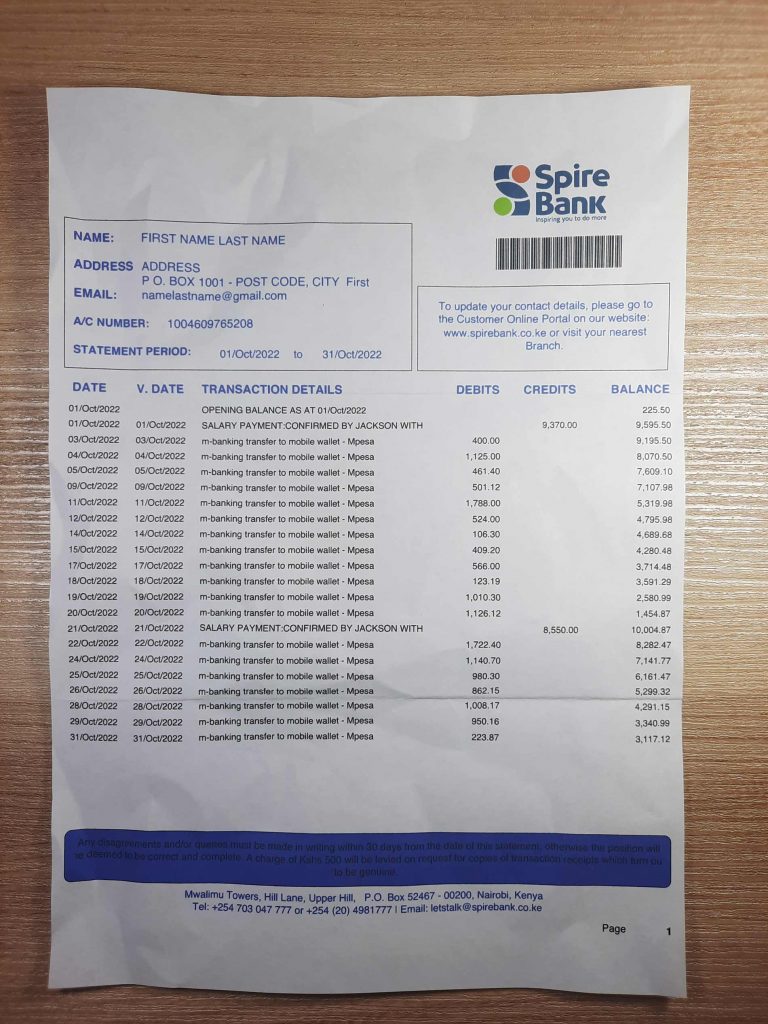 Spire
Bank
inspiring you to do more
NAME: FIRST NAME LAST NAME
ADDRESS ADDRESS
P O. BOX 1001 - POST CODE, CITY First
EMAIL: namelastname@gmail.com
A/C NUMBER: 1004609765208
STATEMENT PERIOD: 01/Oct/2022 to 31/Oct/2022
To update your contact details, please go to
the Customer Online Portal on our website:
www.spirebank.co.ke or visit your nearest
Branch.
DATE V. DATE TRANSACTION DETAILS DEBITS CREDITS BALANCE
01/Oct/2022 OPENING BALANCE AS AT 01/Oct/2022 225.50
01/Oct/2022 01/Oct/2022 SALARY PAYMENT:CONFIRMED BY JACKSON WITH 9,370.00 9,595.50
03/Oct/2022 03/Oct/2022 m-banking transfer to mobile wallet - Mpesa 400.00 9,195.50
04/Oct/2022 04/Oct/2022 m-banking transfer to mobile wallet - Mpesa 1,125.00 8,070.50
05/Oct/2022 05/Oct/2022 m-banking transfer to mobile wallet - Mpesa 461.40 7,609.10
09/Oct/2022 09/Oct/2022 m-banking transfer to mobile wallet - Mpesa 501.12 7,107.98
11/Oct/2022 11/Oct/2022 m-banking transfer to mobile wallet - Mpesa 1,788.00 5,319.98
12/Oct/2022 12/Oct/2022 m-banking transfer to mobile wallet - Mpesa 524.00 4,795.98
14/Oct/2022 14/Oct/2022 m-banking transfer to mobile wallet - Mpesa 106.30 4,689.68
15/Oct/2022 15/Oct/2022 m-banking transfer to mobile wallet - Mpesa 409.20 4,280.48
17/Oct/2022 17/Oct/2022 m-banking transfer to mobile wallet - Mpesa 566.00 3,714.48
18/Oct/2022 18/Oct/2022 m-banking transfer to mobile wallet - Mpesa 123.19 3,591.29
19/Oct/2022 19/Oct/2022 m-banking transfer to mobile wallet - Mpesa 1,010.30 2,580.99
20/Oct/2022 20/Oct/2022 m-banking transfer to mobile wallet - Mpesa 1,126.12 1,454.87
21/Oct/2022 21/Oct/2022 SALARY PAYMENT:CONFIRMED BY JACKSON WITH 8,550.00 10,004.87
22/Oct/2022 22/Oct/2022 m-banking transfer to mobile wallet - Mpesa 1,722.40 8,282.47
24/Oct/2022 24/Oct/2022 m-banking transfer to mobile wallet - Mpesa 1,140.70 7,141.77
25/Oct/2022 25/Oct/2022 m-banking transfer to mobile wallet - Mpesa 980.30 6,161.47
26/Oct/2022 26/Oct/2022 m-banking transfer to mobile wallet - Mpesa 862.15 5,299.32
28/Oct/2022 28/Oct/2022 m-banking transfer to mobile wallet - Mpesa 1,008.17 4,291.15
29/Oct/2022 29/Oct/2022 m-banking transfer to mobile wallet - Mpesa 950.16 3,340.99
31/Oct/2022 31/Oct/2022 m-banking transfer to mobile wallet - Mpesa 223.87 3,117.12
Any disagreements and/or queries must be made in writing within 30 days from the date of this statement, otherwise the position will
be deemed to be correct and complete. A charge of Kshs 500 will be levied on request for copies of transaction receipts which turn ou
to be genuine.
Mwalimu Towers, Hill Lane, Upper Hill, P.O. Box 52467 - 00200, Nairobi, Kenya
Tel: +254 703 047 777 or +254 (20) 4981777 | Email: letstalk@spirebank.co.ke
Page 1